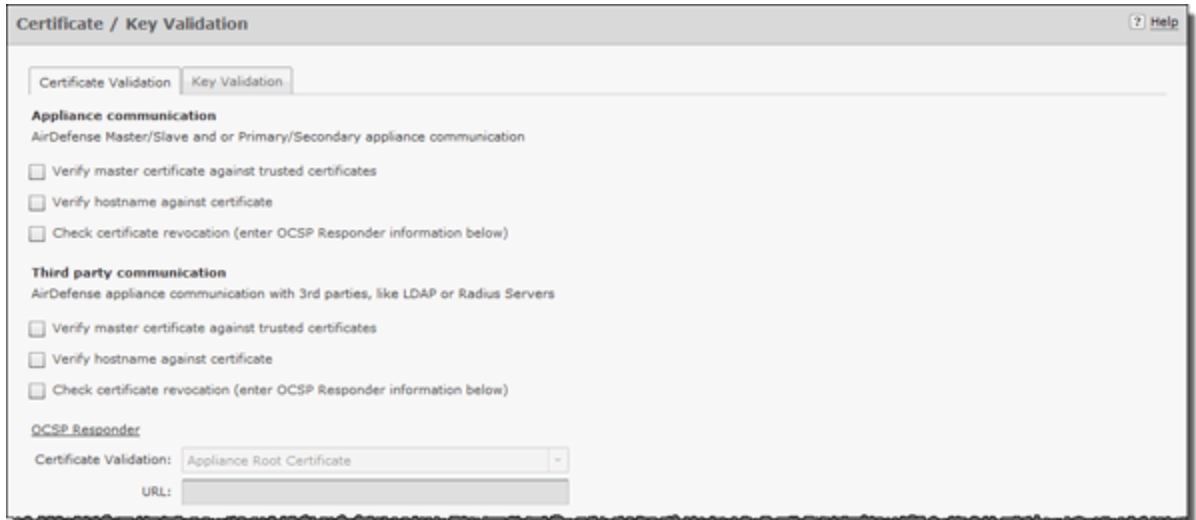 Certificate / Key Validation
? Help
Certificate Validation
Key Validation
Appliance communication
AirDefense Master/Slave and or Primary/Secondary appliance communication
Verify master certificate against trusted certificates
Verify hostname against certificate
Check certificate revocation (enter OCSP Responder information below)
Third party communication
AirDefense appliance communication with 3rd parties, like LDAP or Radius Servers
Verify master certificate against trusted certificates
Verify hostname against certificate
Check certificate revocation (enter OCSP Responder information below)
OCSP Responder
Certificate Validation: Appliance Root Certificate
URL: